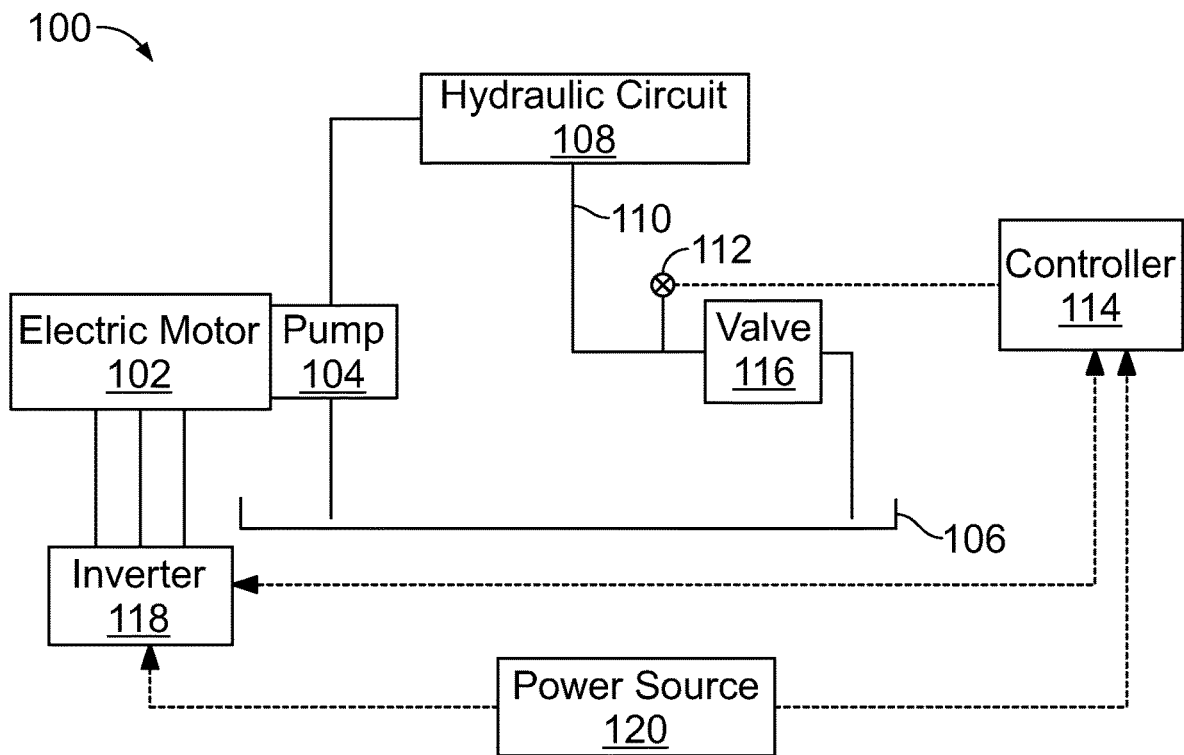 100
Hydraulic Circuit
108
110
112
Controller
114
Electric Motor
102
Pump
104
Valve
116
106
Inverter
118
Power Source
120